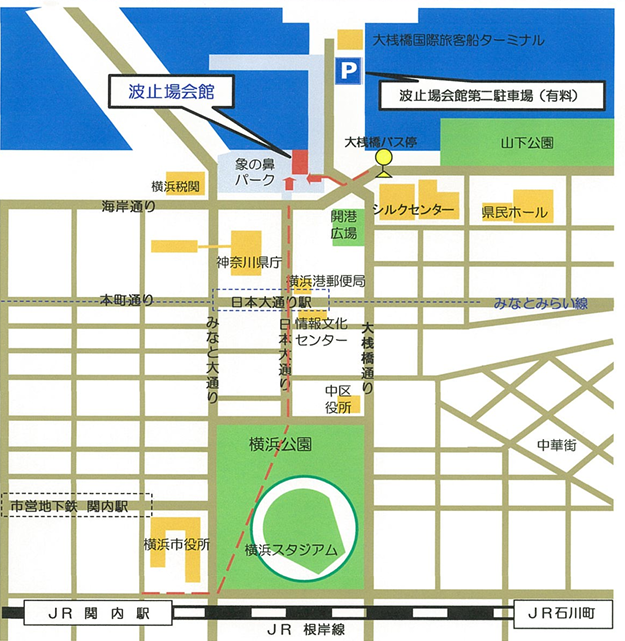 大桟橋国際旅客船ターミナル
P
波止場会館
波止場会館第二駐車場（有料）
大桟橋バス停
山下公園
象の鼻
パーク
横浜税関
海岸通り
シルクセンター
県民ホール
開港
広場
神奈川県庁
横浜港郵便局
本町通り
日本大通り駅
みなとみらい線
情報文化
センター
みなと大通り
日本大通り
大桟橋通り
中区
役所
横浜公園
中華街
市営地下鉄 関内駅
横浜市役所
横浜スタジアム
ＪＲ 関 内 駅
ＪＲ石川町
ＪＲ 根岸線